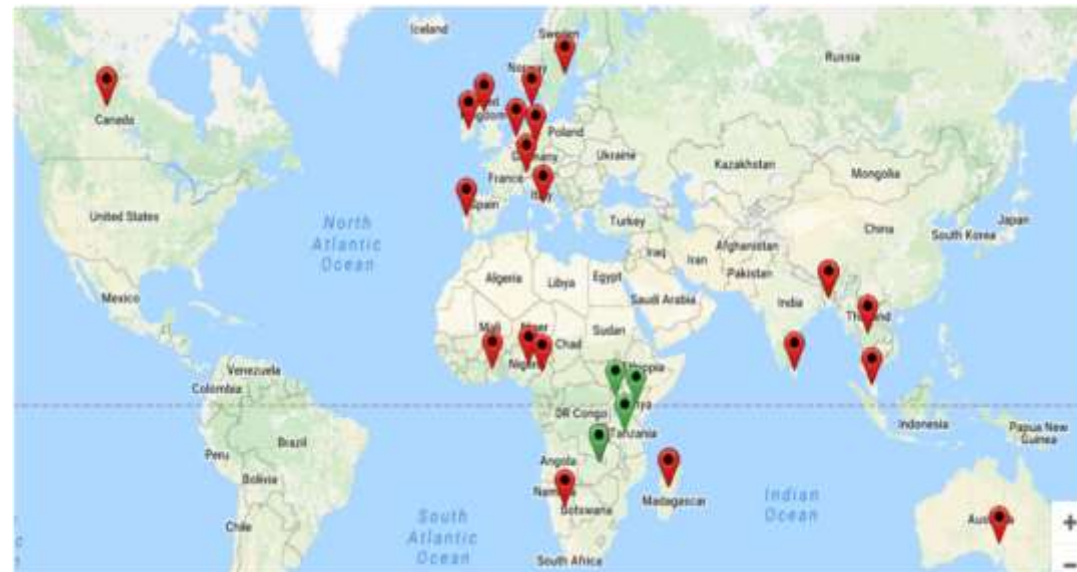 Iceland
Sweden
Russia
Norway
Canada
Poland
Ukraine
Kazakhstan
Mongolia
France
United States
Spain
Italy
North
Atlantic
Ocean
Turkey
China
Japan
South Korea
Afghanistan
Iraq
Iran
Pakistan
Algeria
Libya
Egypt
Saudi Arabia
India
Mexico
Mali
Niger
Chad
Sudan
Thailand
Venezuela
Colombia
Ethiopia
DR Congo
Indonesia
Papua New
Guinea
Tanzania
Brazil
Peru
Angola
Bolivia
Madagascar
Botswana
Indian
Ocean
Chile
South
Atlantic
Ocean
South Africa
+
−